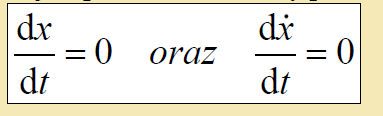 dx/dt = 0 oraz dẋ/dt = 0